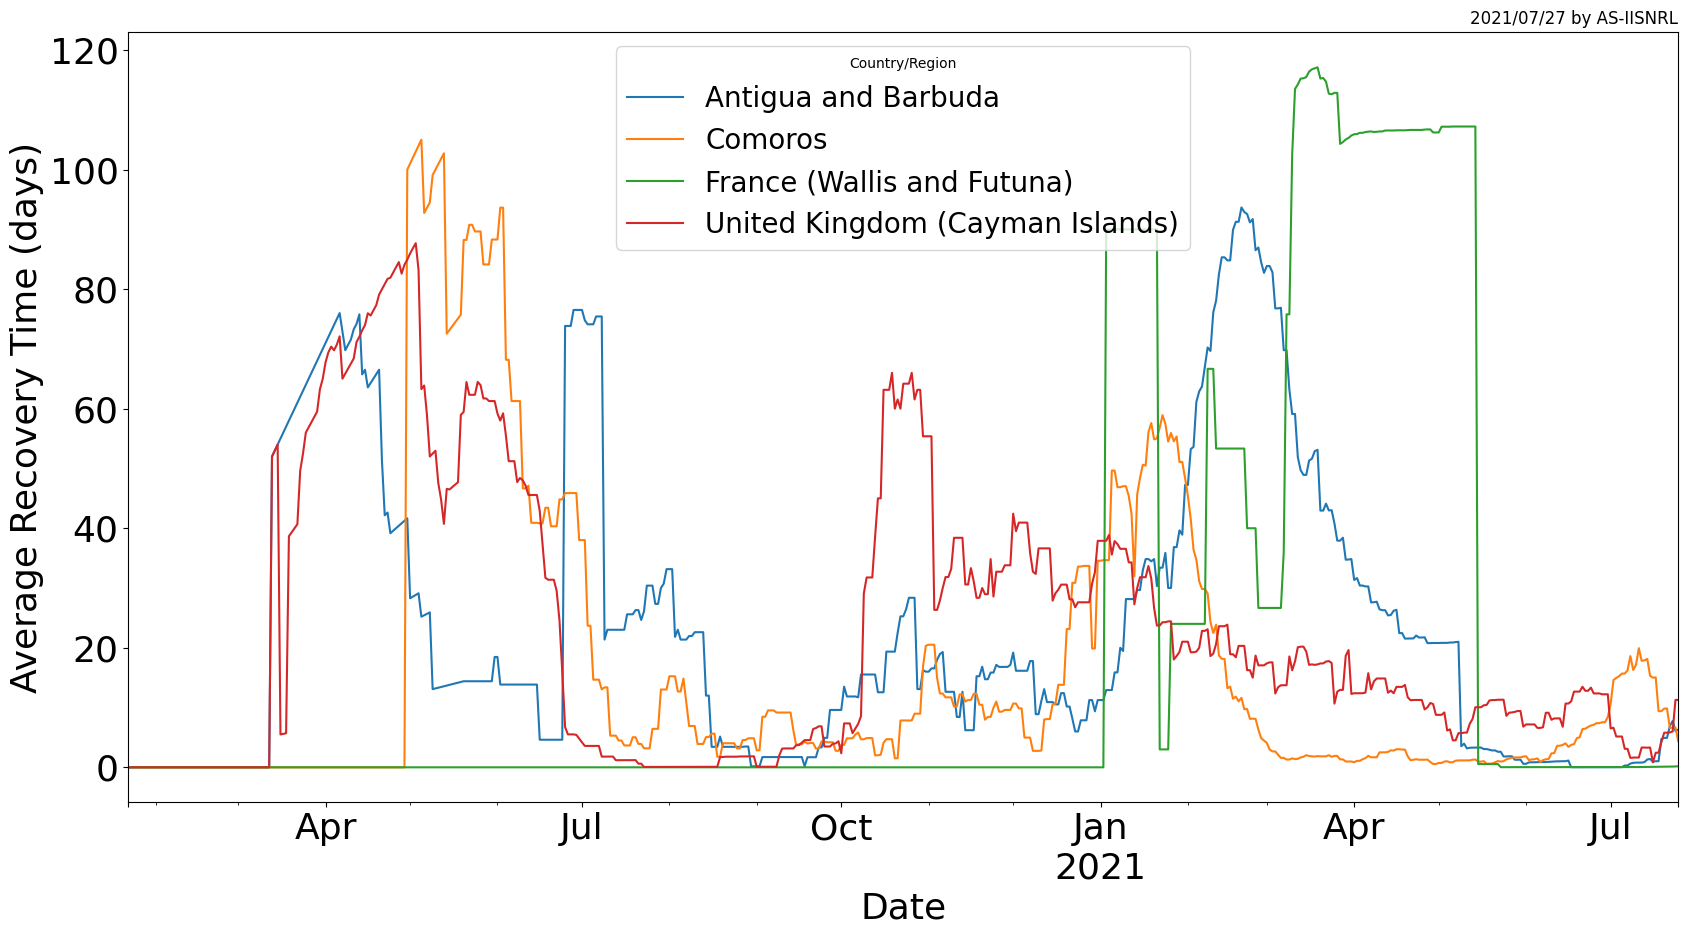 2021/07/27 by AS-IISNRL
120
100
80
60
40
20
0
Average Recovery Time (days)
Country/Region
Antigua and Barbuda
Comoros
France (Wallis and Futuna)
United Kingdom (Cayman Islands)
Apr Jul Oct Jan Apr Jul
2021
Date